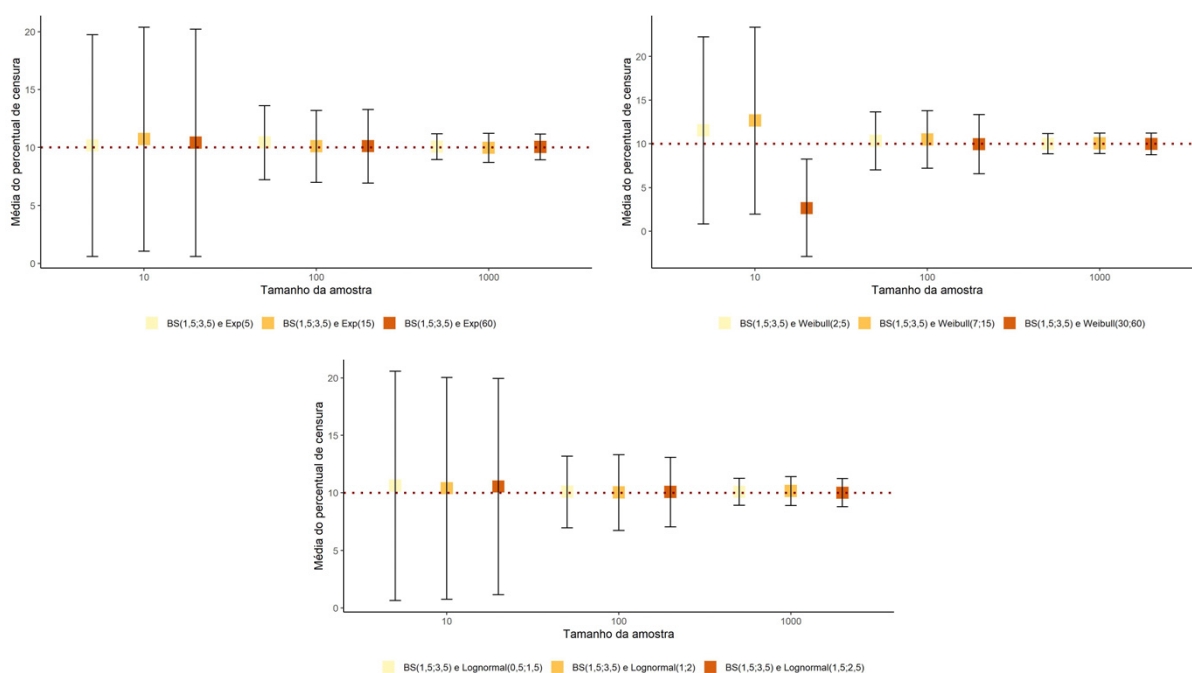 Média do percentual de censura
20
15
10
5
0
10
100
1000
Tamanho da amostra
BS(1,5;3,5) e Exp(5) BS(1,5;3,5) e Exp(15) BS(1,5;3,5) e Exp(60)
Média do percentual de censura
20
15
10
5
0
10
100
1000
Tamanho da amostra
BS(1,5;3,5) e Weibull(2;5) BS(1,5;3,5) e Weibull(7;15) BS(1,5;3,5) e Weibull(30;60)
Média do percentual de censura
20
15
10
5
0
10
100
1000
Tamanho da amostra
BS(1,5;3,5) e Lognormal(0,5;1,5) BS(1,5;3,5) e Lognormal(1;2) BS(1,5;3,5) e Lognormal(1,5;2,5)